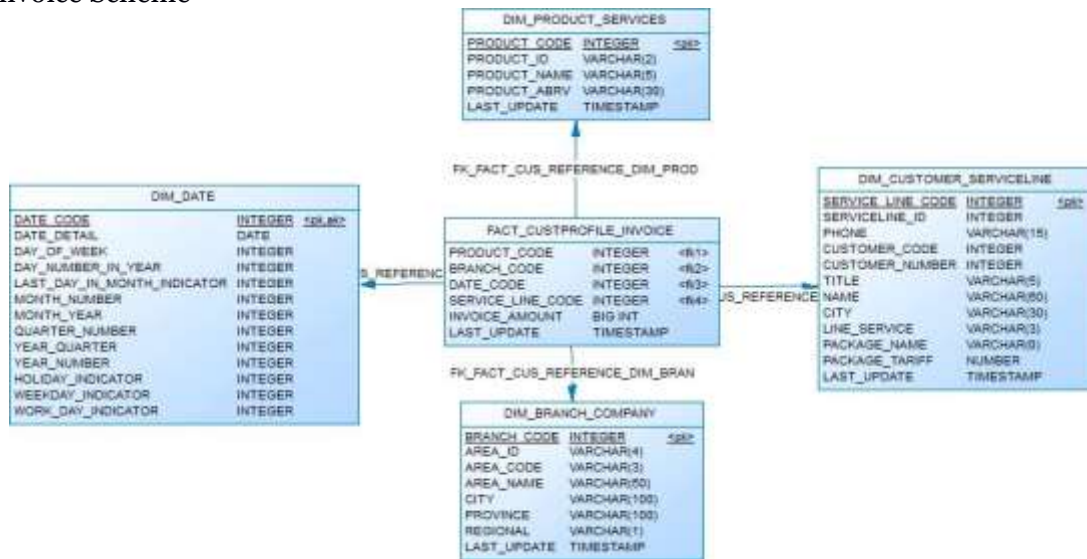 nvoice Scheme
DIM_PRODUCT_SERVICES
PRODUCT_CODE INTEGER <pk>
PRODUCT_ID VARCHAR(2)
PRODUCT_NAME VARCHAR(5)
PRODUCT_ABRV VARCHAR(30)
LAST_UPDATE TIMESTAMP
FK_FACT_CUS_REFERENCE_DIM_PROD
DIM_DATE
DATE_CODE INTEGER <pk,ak>
DATE_DETAIL DATE
DAY_OF_WEEK INTEGER
DAY_NUMBER_IN_YEAR INTEGER
LAST_DAY_IN_MONTH_INDICATOR INTEGER
MONTH_NUMBER INTEGER
MONTH_YEAR INTEGER
QUARTER_NUMBER INTEGER
YEAR_QUARTER INTEGER
YEAR_NUMBER INTEGER
HOLIDAY_INDICATOR INTEGER
WEEKDAY_INDICATOR INTEGER
WORK_DAY_INDICATOR INTEGER
S_REFERENC
FACT_CUSTPROFILE_INVOICE
PRODUCT_CODE INTEGER <fk1>
BRANCH_CODE INTEGER <fk2>
DATE_CODE INTEGER <fk3>
SERVICE_LINE_CODE INTEGER <fk4>
INVOICE_AMOUNT BIG INT
LAST_UPDATE TIMESTAMP
US_REFERENCE
DIM_CUSTOMER_SERVICELINE
SERVICE_LINE_CODE INTEGER <pk>
SERVICELINE_ID INTEGER
PHONE VARCHAR(15)
CUSTOMER_CODE INTEGER
CUSTOMER_NUMBER INTEGER
TITLE VARCHAR(5)
NAME VARCHAR(60)
CITY VARCHAR(30)
LINE_SERVICE VARCHAR(3)
PACKAGE_NAME
PACKAGE_TARIFF NUMBER
LAST_UPDATE TIMESTAMP
FK_FACT_CUS_REFERENCE_DIM_BRAN
DIM_BRANCH_COMPANY
BRANCH_CODE INTEGER <pk>
AREA_ID VARCHAR(4)
AREA_CODE VARCHAR(3)
AREA_NAME VARCHAR(50)
CITY VARCHAR(100)
PROVINCE VARCHAR(100)
REGIONAL VARCHAR(1)
LAST_UPDATE TIMESTAMP